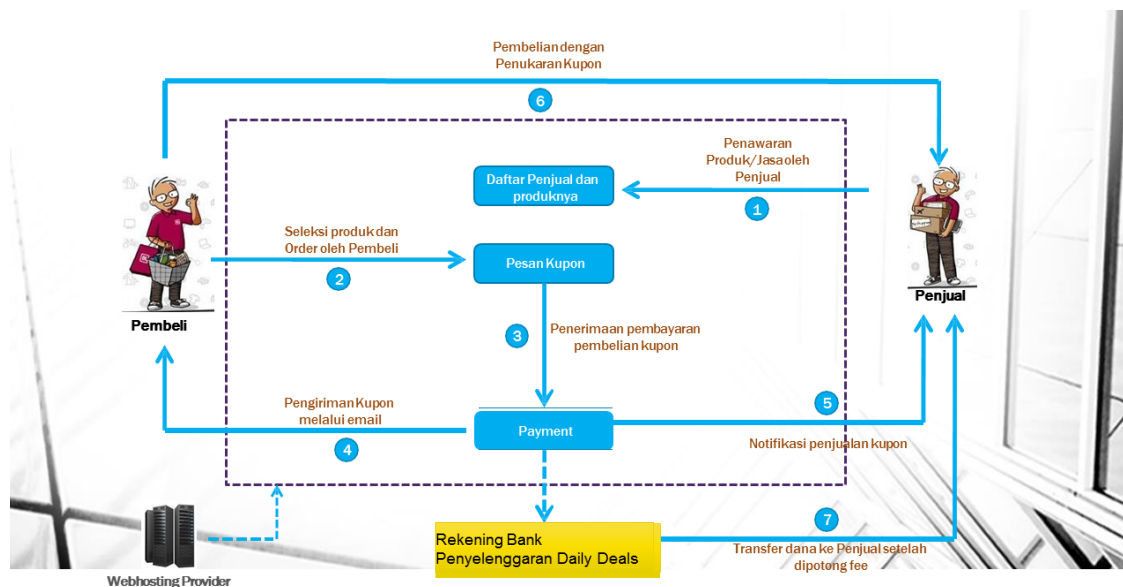 Pembelian dengan
Penukaran Kupon
6
Penawaran
Produk/Jasa oleh
Penjual
1
Daftar Penjual dan
produknya
Seleksi produk dan
Order oleh Pembeli
2
Pesan Kupon
Pembeli
Penjual
3
Penerimaan pembayaran
pembelian kupon
Pengiriman Kupon
melalui email
4
Payment
5
Notifikasi penjualan kupon
Rekening Bank
Penyelenggaran Daily Deals
7
Transfer dana ke Penjual setelah
dipotong fee
Webhosting Provider